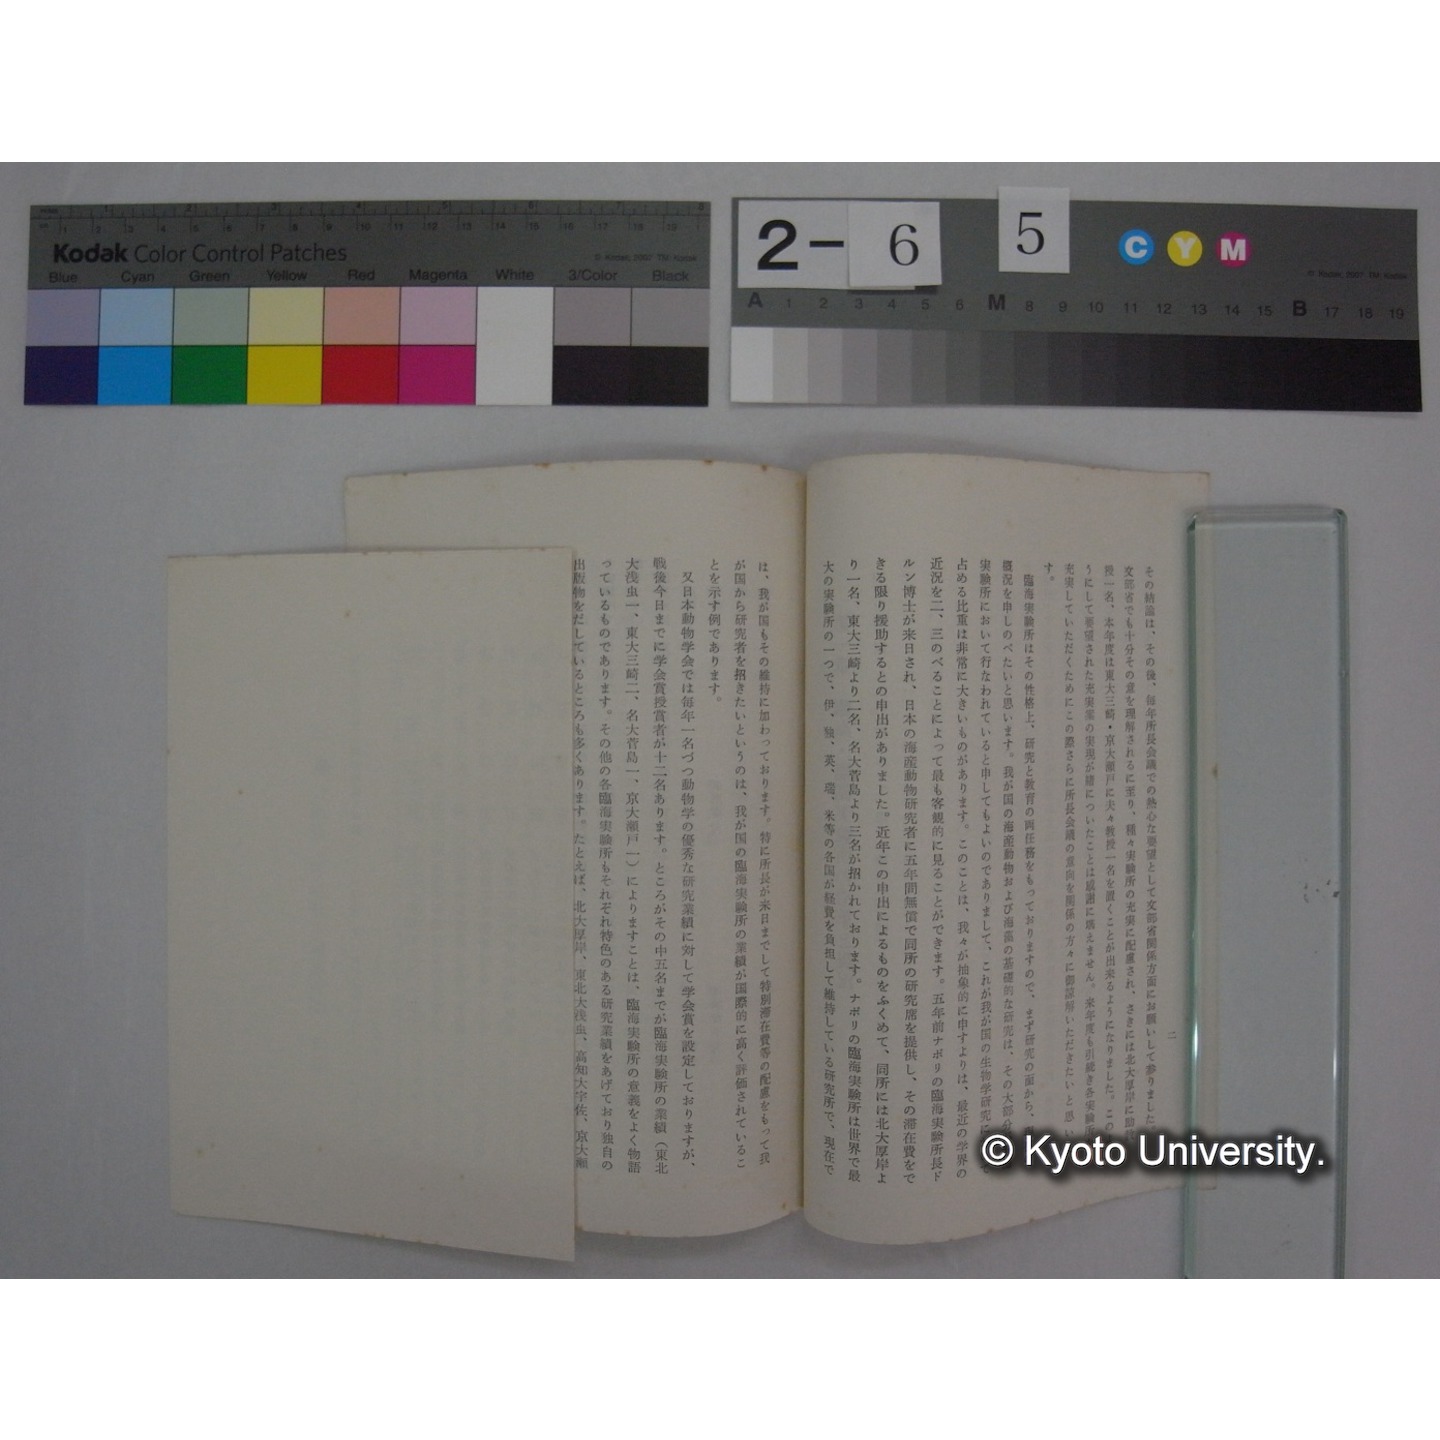 Kodak Color Control Patches
Blue Cyan Green Yellow Red Magenta White 3/Color Black
2- 6 5
C Y M
A 1 2 3 4 5 6 M 8 9 10 11 12 13 14 15 B 17 18 19
二
その結論は、その後、毎年所長会議での熱心な要望として文部省関係方面にお願いして参りました
文部省でも十分その意を理解されるに至り、種々実験所の充実に配慮され、さきには北大厚岸に助
授一名、本年度は東大三崎・京大瀬戸に夫々教授一名を置くことが出来るようになりました。この
うにして要望された充実案の実現が緒についたことは感謝に堪えません。来年度も引続き各実験所
充実していただくためにこの際さらに所長会議の意向を関係の方々に御諒解いただきたいと思い
す。
臨海実験所はその性格上、研究と教育の両任務をもっておりますので、まず研究の面から、
概況を申しのべたいと思います。我が国の海産動物および海藻の基礎的な研究は、その大部分
実験所において行なわれていると申してもよいのでありまして、これが我が国の生物学研究に
占める比重は非常に大きいものがあります。このことは、我々が抽象的に申すよりは、最近の学界の
近況を二、三のべることによって最も客観的に見ることができます。五年前ナポリの臨海実験所長ド
ルン博士が来日され、日本の海産動物研究者に五年間無償で同所の研究席を提供し、その滞在費をで
きる限り援助するとの申出がありました。近年この申出によるものをふくめて、同所には北大厚岸よ
り一名、東大三崎より二名、名大菅島より三名が招かれております。ナポリの臨海実験所は世界で最
大の実験所の一つで、伊、独、英、瑞、米等の各国が経費を負担して維持している研究所で、現在で
は、我が国もその維持に加わっております。特に所長が来日までして特別滞在費等の配慮をもって我
が国から研究者を招きたいというのは、我が国の臨海実験所の業績が国際的に高く評価されているこ
とを示す例であります。
又日本動物学会では毎年一名づつ動物学の優秀な研究業績に対して学会賞を設定しておりますが、
戦後今日までに学会賞授賞者が十二名あります。ところがその中五名までが臨海実験所の業績（東北
大浅虫一、東大三崎二、名大菅島一、京大瀬戸一）によりますことは、臨海実験所の意義をよく物語
っているものであります。その他の各臨海実験所もそれぞれ特色のある研究業績をあげており独自の
出版物をだしているところも多くあります。たとえば、北大厚岸、東北大浅虫、高知大宇佐、京大瀬
© Kyoto University.